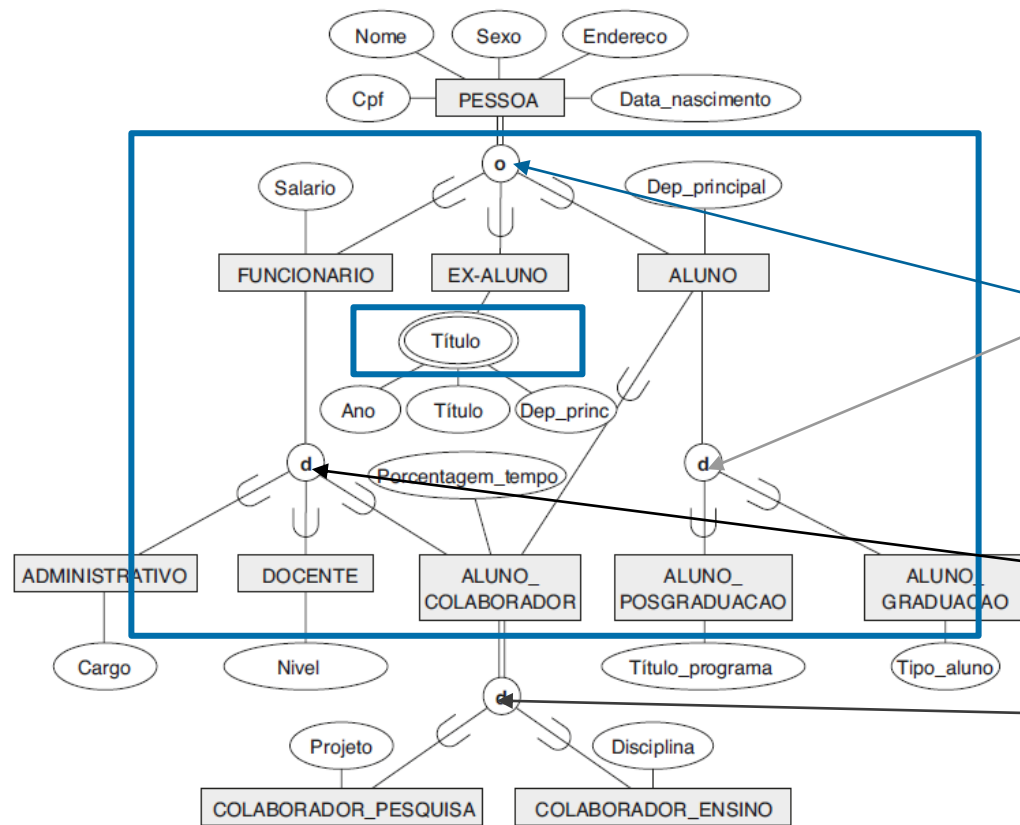 Nome
Sexo
Endereco
Cpf
PESSOA
Data_nascimento
o
Salario
Dep_principal
FUNCIONARIO
EX-ALUNO
ALUNO
Título
Ano
Título
Dep_princ
d
Porcentagem_tempo
d
ADMINISTRATIVO
DOCENTE
ALUNO_
COLABORADOR
ALUNO_
POSGRADUACAO
ALUNO_
GRADUACAO
Cargo
Nivel
Título_programa
Tipo_aluno
d
Projeto
Disciplina
COLABORADOR_PESQUISA
COLABORADOR_ENSINO